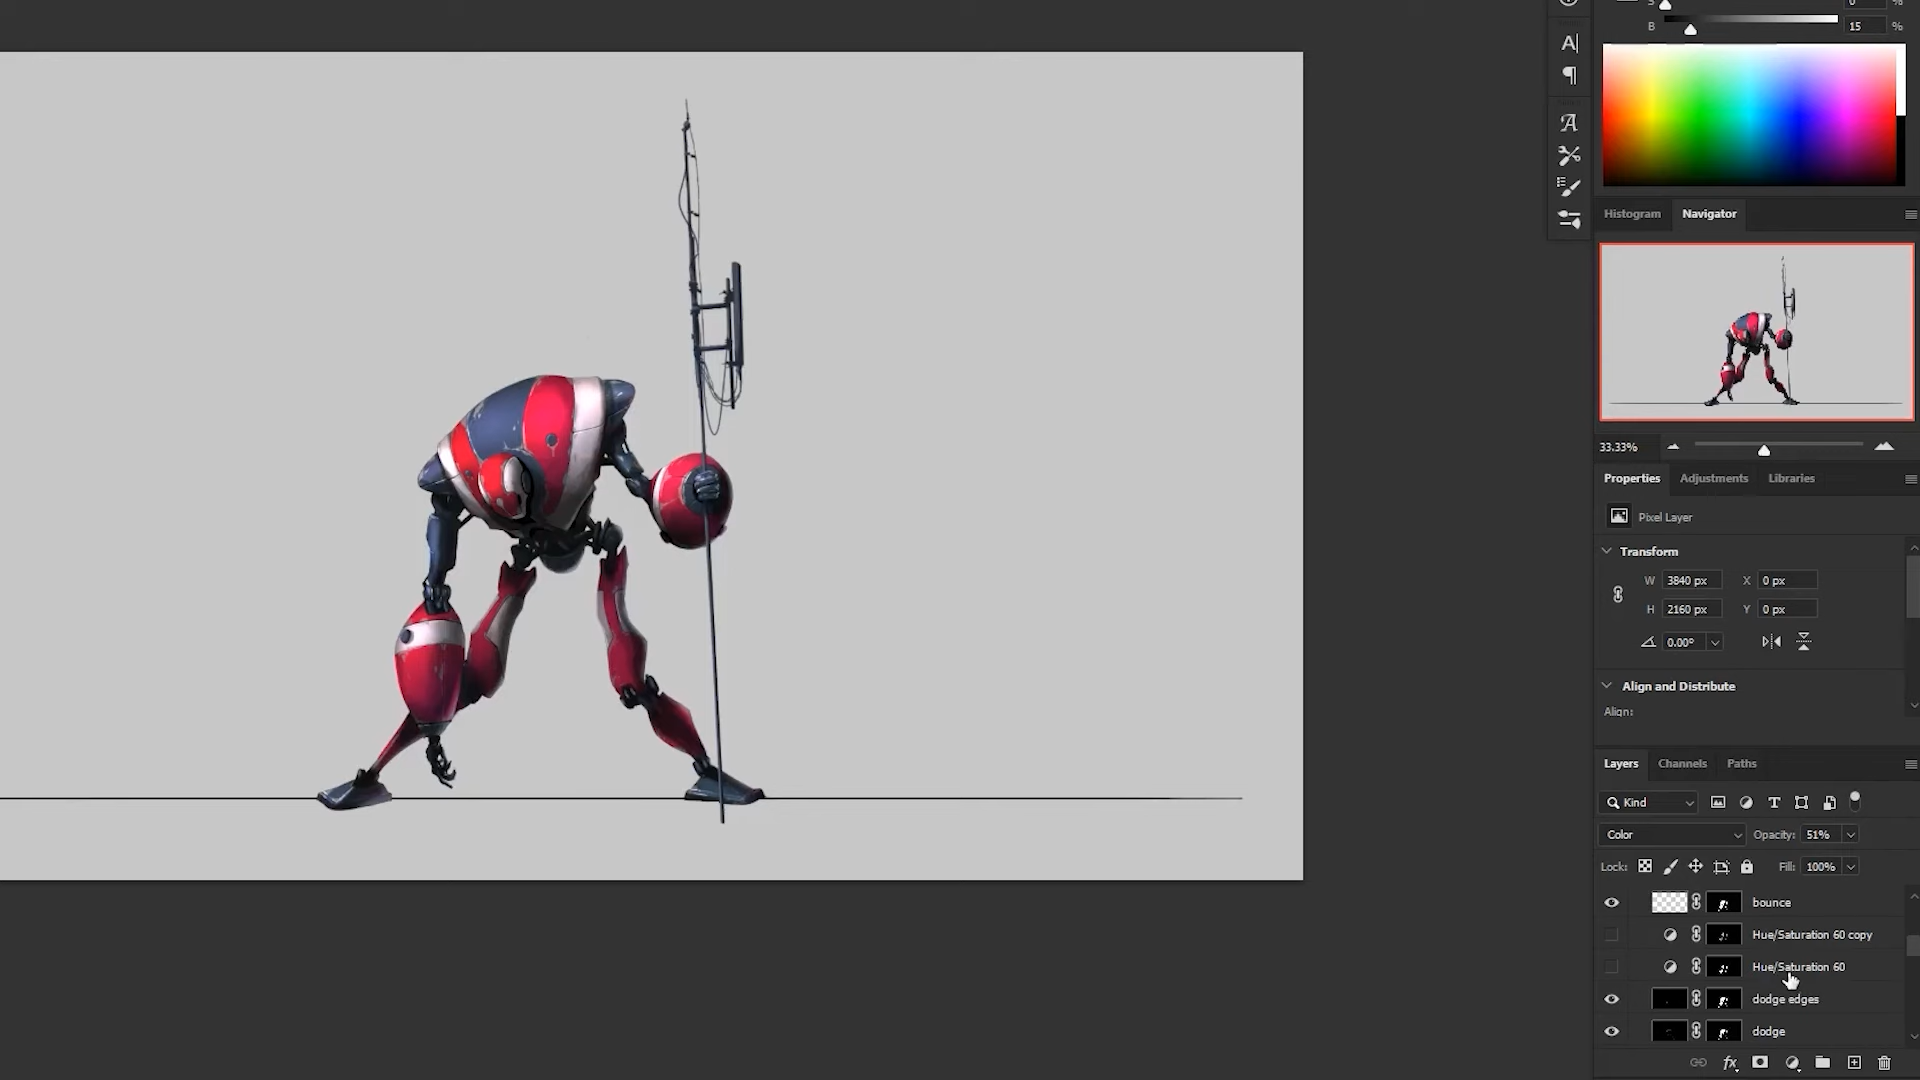 S 0 %
B 15 %
Histogram Navigator
33.33%
Properties Adjustments Libraries
Pixel Layer
Transform
W 3840 px X 0 px
H 2160 px Y 0 px
0.00°
Align and Distribute
Align:
Layers Channels Paths
Kind
Color Opacity: 51%
Lock: Fill: 100%
bounce
Hue/Saturation 60 copy
Hue/Saturation 60
dodge edges
dodge
fx